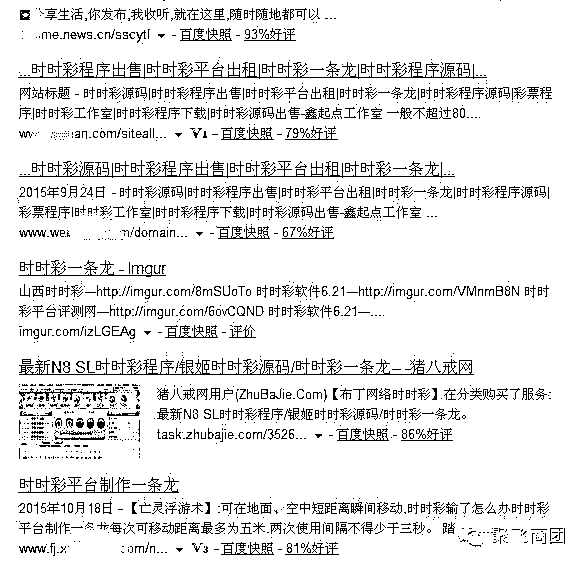 享生活,你发布,我收听,就在这里,随时随地都可以 ...
me.news.cn/sscytl - 百度快照 - 93%好评
...时时彩程序出售|时时彩平台出租|时时彩一条龙|时时彩程序源码|...
网站标题 - 时时彩源码|时时彩程序出售|时时彩平台出租|时时彩一条龙|时时彩程序源码|彩票程
序|时时彩工作室|时时彩程序下载|时时彩源码出售-鑫起点工作室 一般不超过80....
an.com/siteall... V1 - 百度快照 - 79%好评
...时时彩源码|时时彩程序出售|时时彩平台出租|时时彩一条龙|...
2015年9月24日 - 时时彩源码|时时彩程序出售|时时彩平台出租|时时彩一条龙|时时彩程序源码|
彩票程序|时时彩工作室|时时彩程序下载|时时彩源码出售-鑫起点工作室 ...
www.we /domain... - 百度快照 - 67%好评
时时彩一条龙 - Imgur
山西时时彩—http://imgur.com/8mSUoTo 时时彩软件6.21—http://imgur.com/VMnmB8N 时时
彩平台评测网—http://imgur.com/6ovCQND 时时彩软件6.21—....
imgur.com/izLGEAg - 百度快照 - 评价
最新N8 SL时时彩程序/银姬时时彩源码/时时彩一条龙– –猪八戒网
猪八戒网用户(ZhuBaJie.Com)【布丁网络时时彩】在分类购买了服务:
最新N8 SL时时彩程序/银姬时时彩源码/时时彩一条龙。
task.zhubajie.com/3526... - 百度快照 - 86%好评
时时彩平台制作一条龙
2015年10月18日 - 【亡灵浮游术】:可在地面、空中短距离瞬间移动,时时彩输了怎么办时时彩
平台制作一条龙每次可移动距离最多为五米,两次使用间隔不得少于三秒。 踏
www.fj.x om/n... V3 - 百度快照 - 81%好评
聚飞商团